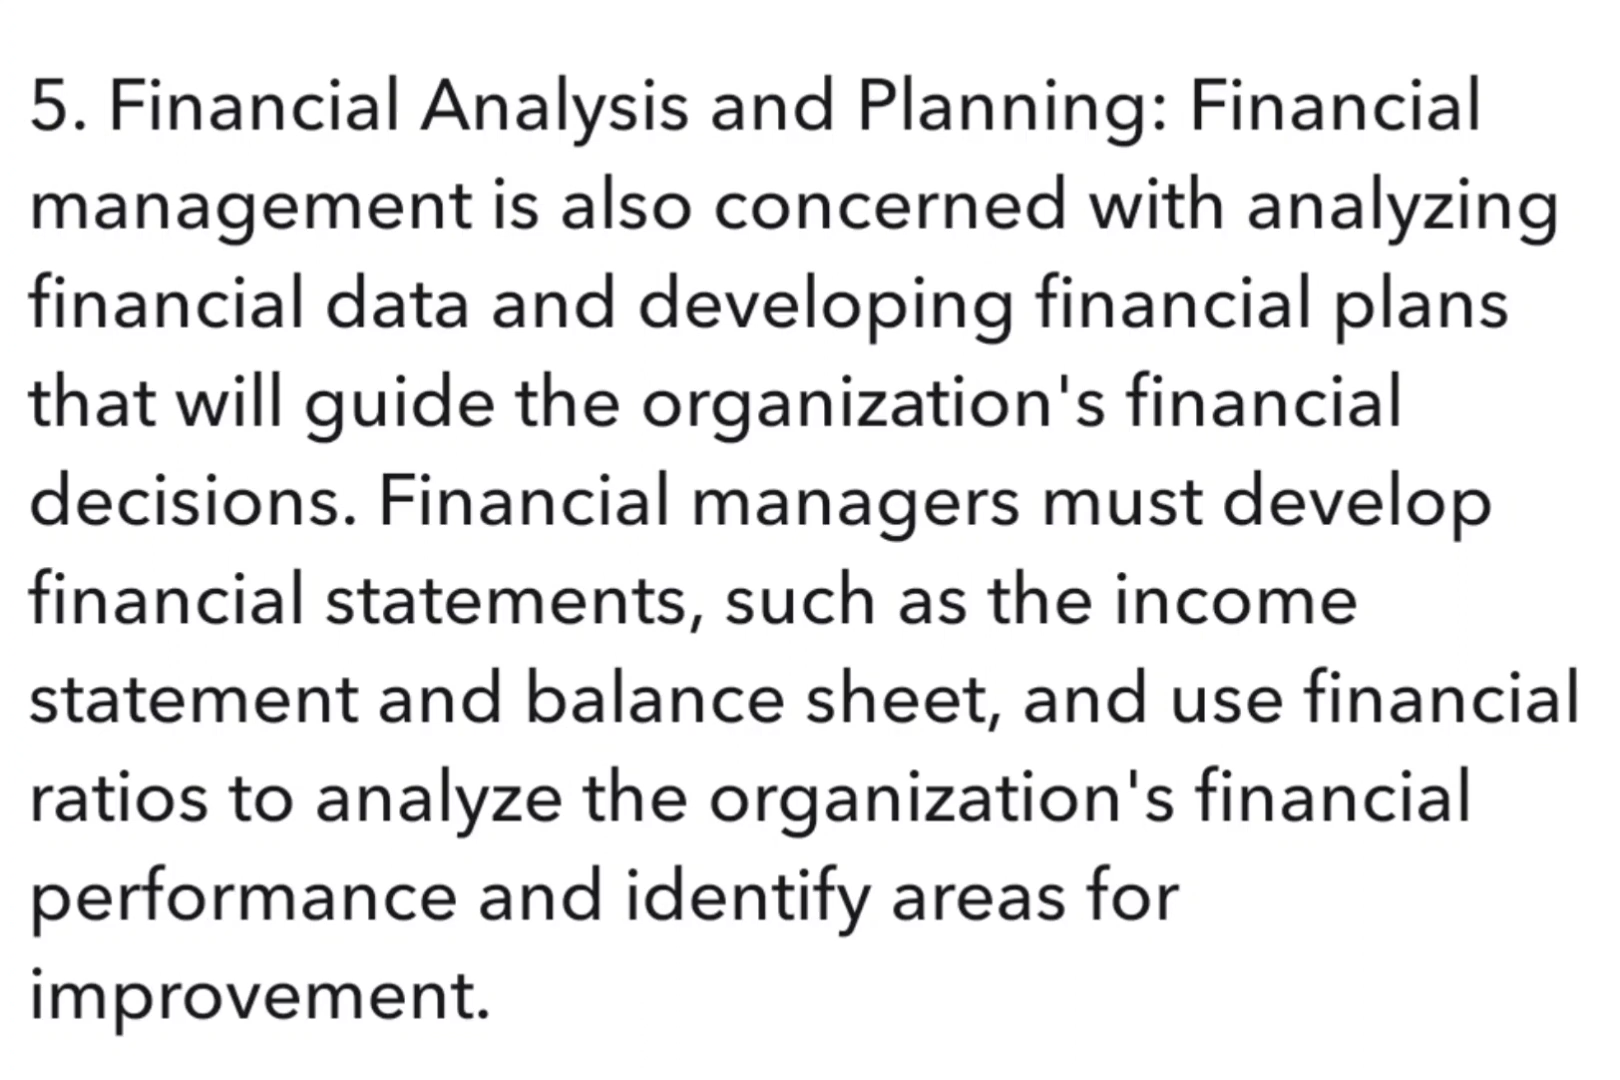 5. Financial Analysis and Planning: Financial
management is also concerned with analyzing
financial data and developing financial plans
that will guide the organization's financial
decisions. Financial managers must develop
financial statements, such as the income
statement and balance sheet, and use financial
ratios to analyze the organization's financial
performance and identify areas for
improvement.